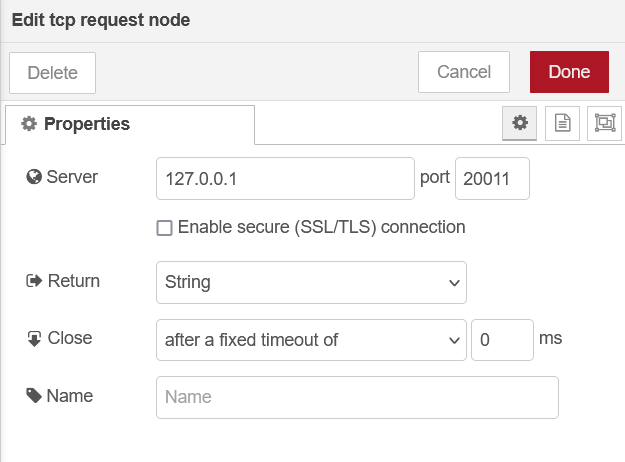 Edit tcp request node
Delete Cancel Done
Properties
Server 127.0.0.1 port 20011
Enable secure (SSL/TLS) connection
Return String
Close after a fixed timeout of 0 ms
Name Name